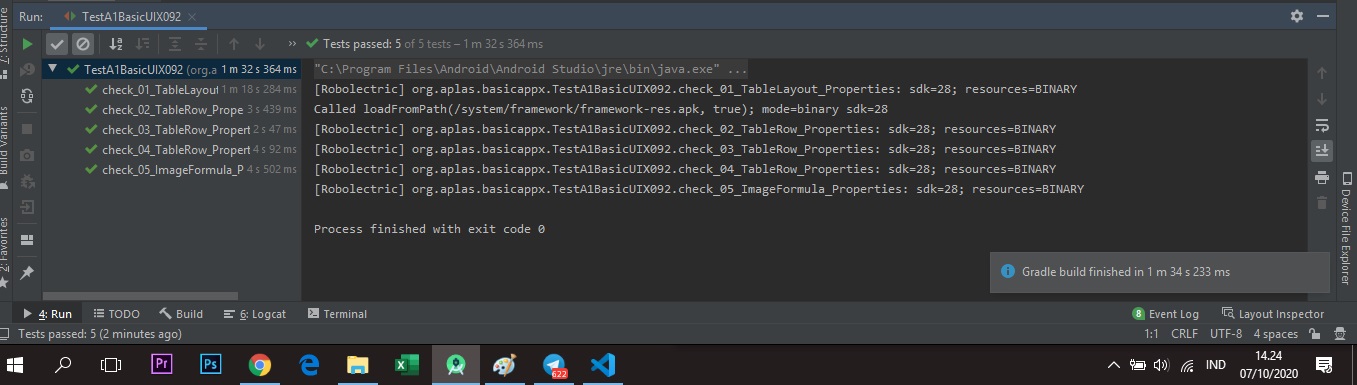 Run:
TestA1BasicUIX092
Tests passed: 5 of 5 tests – 1 m 32 s 364 ms
TestA1BasicUIX092 (org.a 1 m 32 s 364 ms
check_01_TableLayout 1 m 18 s 284 ms
check_02_TableRow_Prope 3 s 439 ms
check_03_TableRow_Propert 2 s 47 ms
check_04_TableRow_Propert 4 s 92 ms
check_05_ImageFormula_P 4 s 502 ms
"C:\Program Files\Android\Android Studio\jre\bin\java.exe" ...
[Robolectric] org.aplas.basicappx.TestA1BasicUIX092.check_01_TableLayout_Properties: sdk=28; resources=BINARY
Called loadFromPath(/system/framework/framework-res.apk, true); mode=binary sdk=28
[Robolectric] org.aplas.basicappx.TestA1BasicUIX092.check_02_TableRow_Properties: sdk=28; resources=BINARY
[Robolectric] org.aplas.basicappx.TestA1BasicUIX092.check_03_TableRow_Properties: sdk=28; resources=BINARY
[Robolectric] org.aplas.basicappx.TestA1BasicUIX092.check_04_TableRow_Properties: sdk=28; resources=BINARY
[Robolectric] org.aplas.basicappx.TestA1BasicUIX092.check_05_ImageFormula_Properties: sdk=28; resources=BINARY
Process finished with exit code 0
Gradle build finished in 1 m 34 s 233 ms
7: Structure
Build Variants
2: Favorites
Device File Explorer
4: Run
TODO
Build
6: Logcat
Terminal
8 Event Log
Layout Inspector
Tests passed: 5 (2 minutes ago)
1:1 CRLF UTF-8 4 spaces
Pr
Ps
622
IND
14.24
07/10/2020